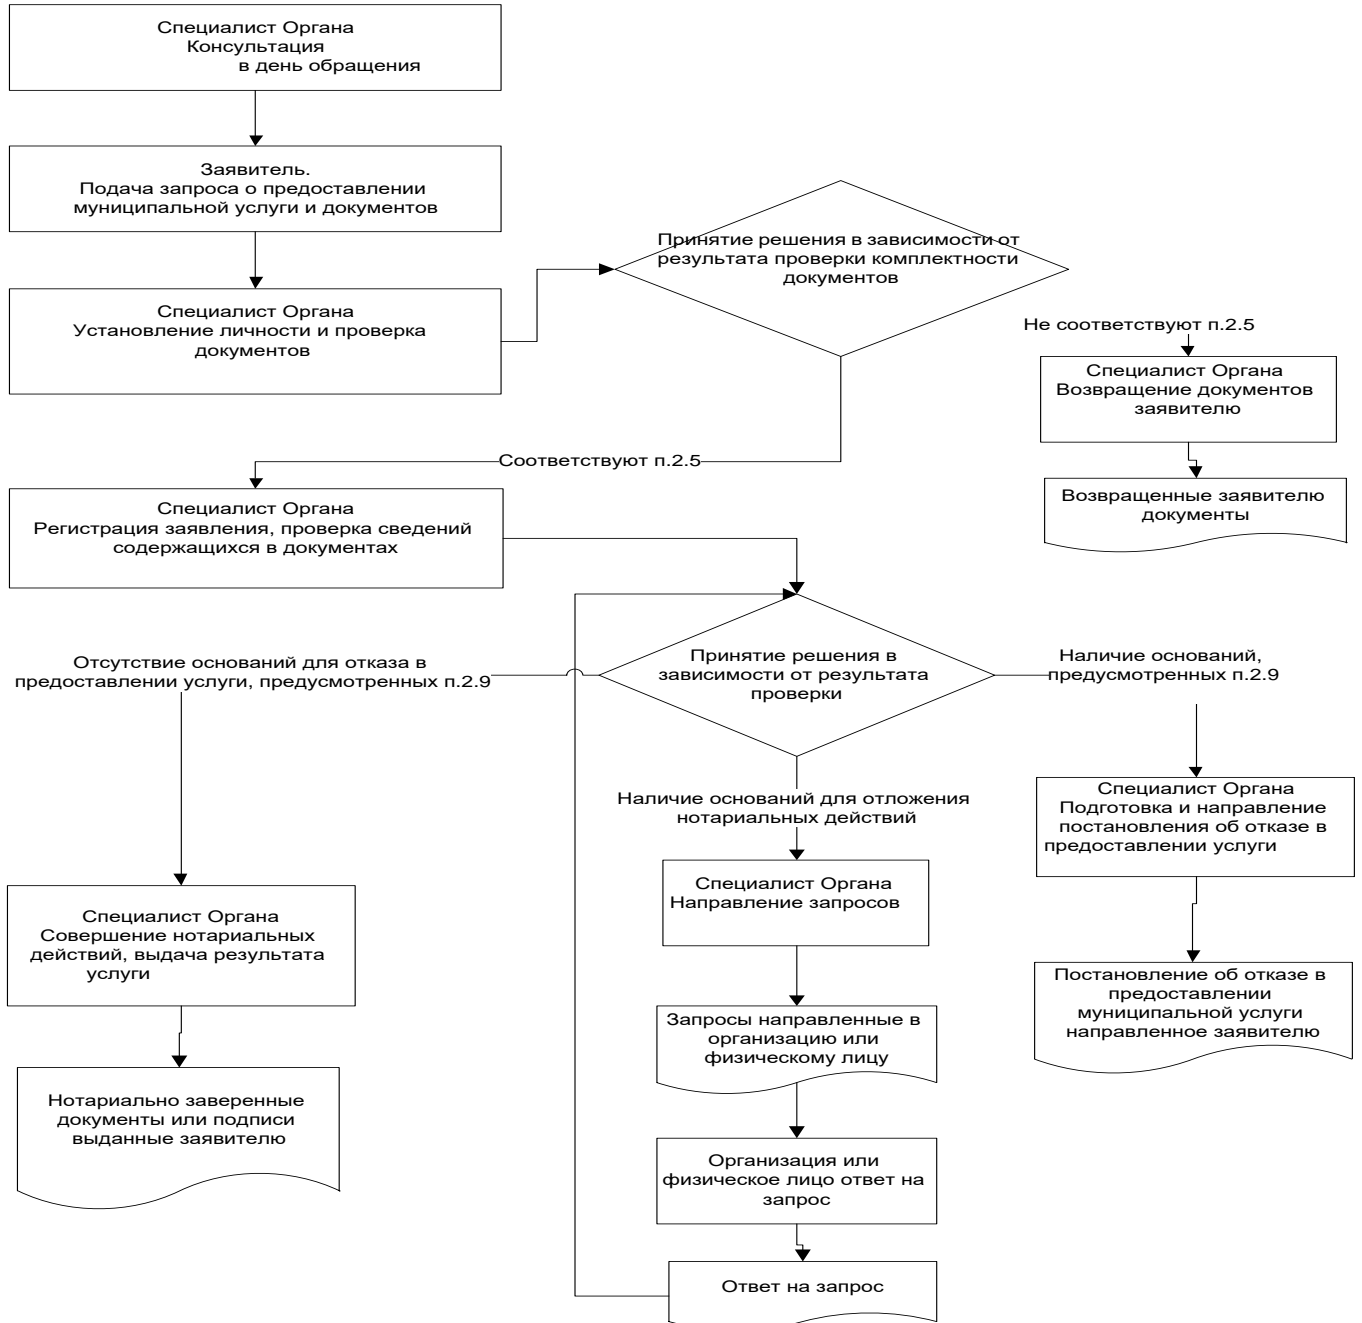 Специалист Органа
Консультация
в день обращения
Заявитель.
Подача запроса о предоставлении
муниципальной услуги и документов
Специалист Органа
Установление личности и проверка
документов
Принятие решения в зависимости от
результата проверки комплектности
документов
Не соответствуют п.2.5
Специалист Органа
Возвращение документов
заявителю
Возвращенные заявителю
документы
Соответствуют п.2.5
Специалист Органа
Регистрация заявления, проверка сведений
содержащихся в документах
Принятие решения в
зависимости от результата
проверки
Отсутствие оснований для отказа в
предоставлении услуги, предусмотренных п.2.9
Наличие оснований,
предусмотренных п.2.9
Наличие оснований для отложения
нотариальных действий
Специалист Органа
Подготовка и направление
постановления об отказе в
предоставлении услуги
Специалист Органа
Направление запросов
Специалист Органа
Совершение нотариальных
действий, выдача результата
услуги
Постановление об отказе в
предоставлении
муниципальной услуги
направленное заявителю
Запросы направленные в
организацию или
физическому лицу
Нотариально заверенные
документы или подписи
выданные заявителю
Организация или
физическое лицо ответ на
запрос
Ответ на запрос